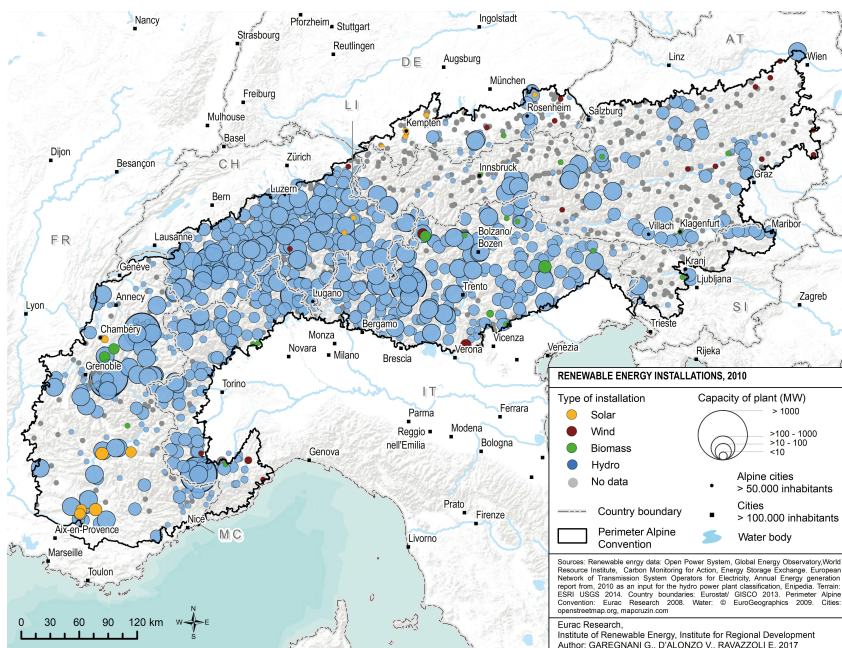 Nancy
Strasbourg
Pforzheim
Stuttgart
Reutlingen
Ingolstadt
AT
DE
Augsburg
Linz
Wien
München
Freiburg
LI
Kempten
Rosenheim
Salzburg
Mulhouse
Basel
Dijon
Besançon
Zürich
CH
Innsbruck
Luzern
Graz
Bern
FR
Lausanne
Bolzano/
Bozen
Villach
Klagenfurt
Maribor
Genève
Kranj
Ljubljana
Trento
Lyon
Annecy
Lugano
SI
Zagreb
Chambéry
Bergamo
Trieste
Monza
Vicenza
Novara
Milano
Brescia
Verona
Venezia
Rijeka
Grenoble
Torino
IT
Parma
Ferrara
Reggio
nell'Emilia
Modena
Bologna
Genova
Prato
Firenze
Nice
MC
Aix-en-Provence
Livorno
Marseille
Toulon
N
W
E
S
0 30 60 120 km
RENEWABLE ENERGY INSTALLATIONS, 2010
Type of installation
Solar
Wind
Biomass
Hydro
No data
Capacity of plant (MW)
> 1000
>100 - 1000
>10 - 100
<10
Alpine cities
> 50.000 inhabitants
Country boundary
Cities
> 100.000 inhabitants
Perimeter Alpine
Convention
Water body
Sources: Renewable enrgy data: Open Power System, Global Energy Observatory,World
Resource Institute, Carbon Monitoring for Action, Energy Storage Exchange. European
Network of Transmission System Operators for Electricity, Annual Energy generation
report from, 2010 as an input for the hydro power plant classification, Enipedia. Terrain:
ESRI USGS 2014. Country boundaries: Eurostat/ GISCO 2013. Perimeter Alpine
Convention: Eurac Research 2008. Water: © EuroGeographics 2009. Cities:
openstreetmap.org, mapcruzin.com
Eurac Research,
Institute of Renewable Energy, Institute for Regional Development
Author: GAREGNANI G., D'ALONZO V., RAVAZZOLI E. 2017